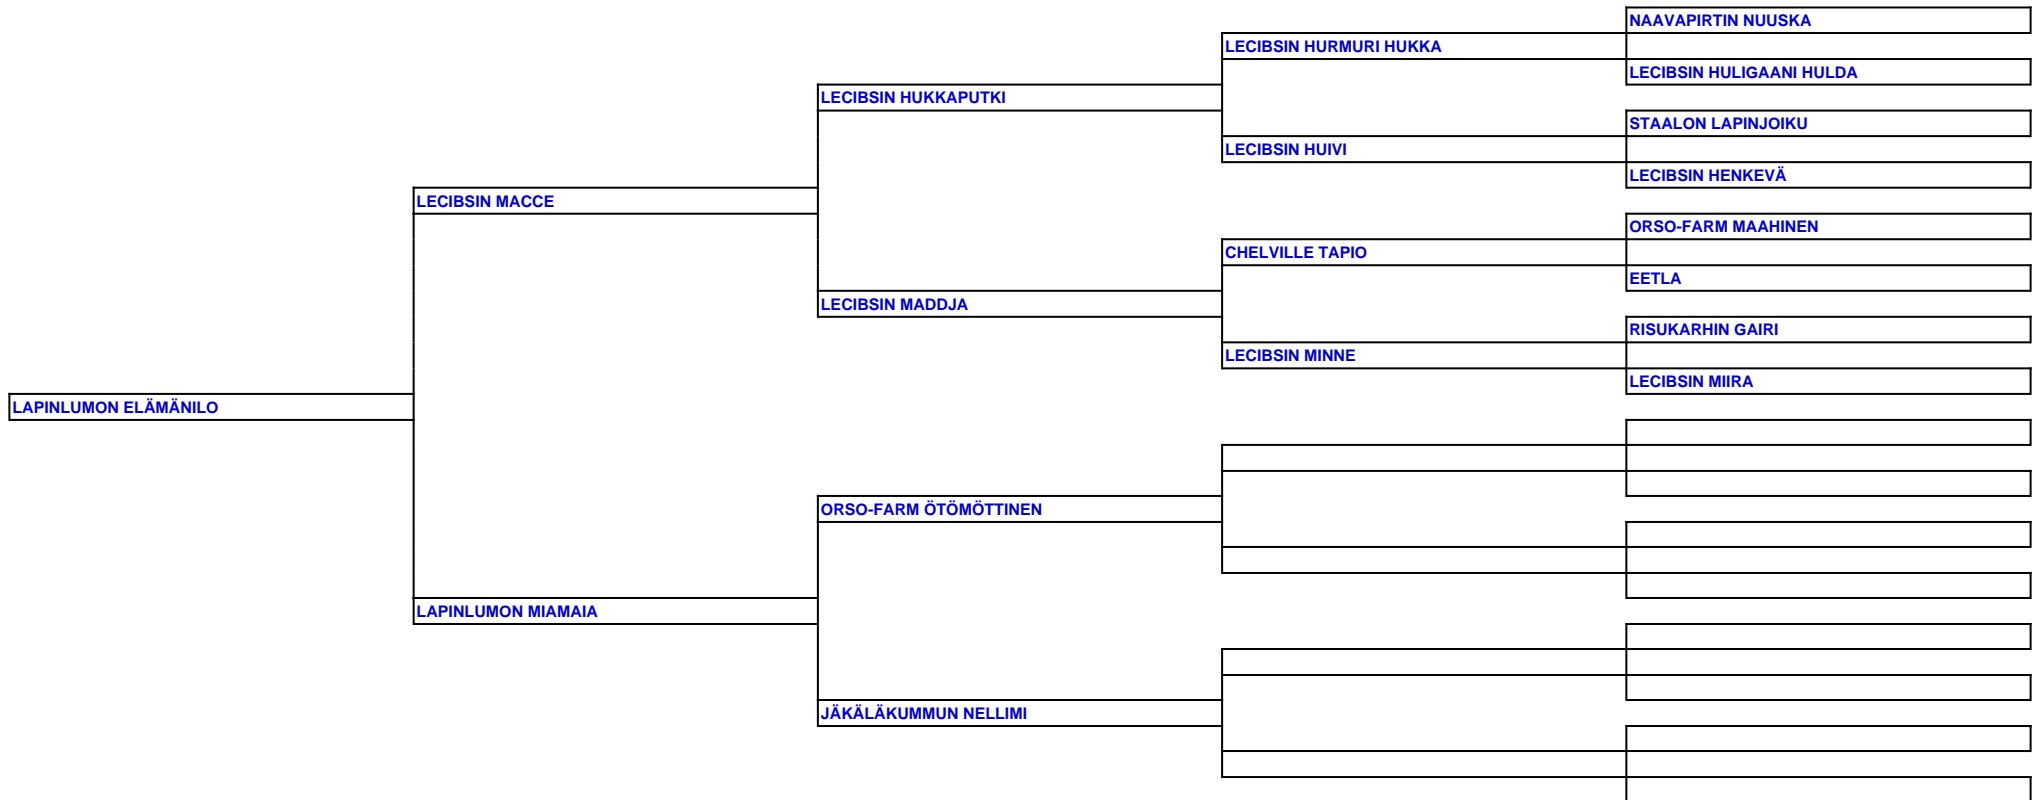 NAAVAPIRTIN NUUSKA
LECIBSIN HURMURI HUKKA
LECIBSIN HULIGAANI HULDA
LECIBSIN HUKKAPUTKI
STAALON LAPINJOIKU
LECIBSIN HUIVI
LECIBSIN HENKEVÄ
LECIBSIN MACCE
ORSO-FARM MAAHINEN
CHELVILLE TAPIO
EETLA
LECIBSIN MADDJA
RISUKARHIN GAIRI
LECIBSIN MINNE
LECIBSIN MIIRA
LAPINLUMON ELÄMÄNILO
ORSO-FARM ÖTÖMÖTTINEN
LAPINLUMON MIAMAIA
JÄKÄLÄKUMMUN NELLIMI